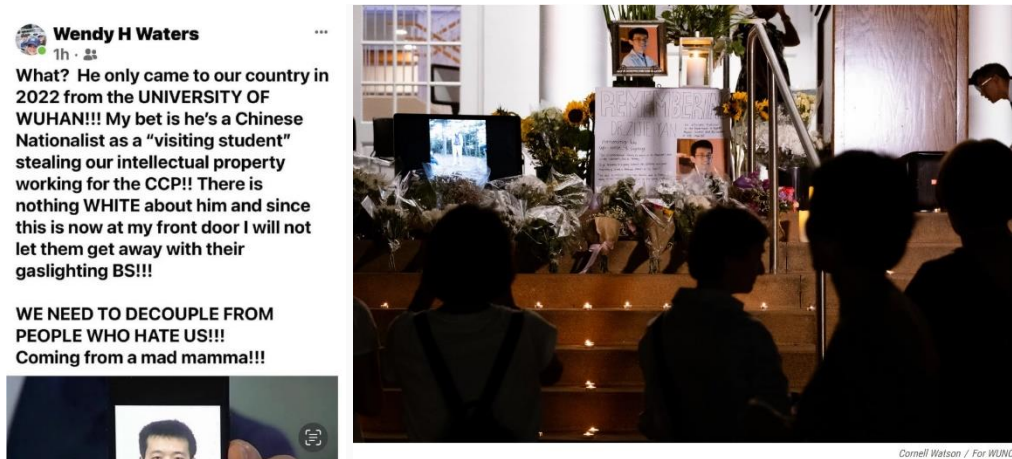 Wendy H Waters
1h ·
What? He only came to our country in
2022 from the UNIVERSITY OF
WUHAN!!! My bet is he's a Chinese
Nationalist as a “visiting student”
stealing our intellectual property
working for the CCP!! There is
nothing WHITE about him and since
this is now at my front door I will not
let them get away with their
gaslighting BS!!!
WE NEED TO DECOUPLE FROM
PEOPLE WHO HATE US!!!
Coming from a mad mamma!!!
Cornell Watson / For WUNC